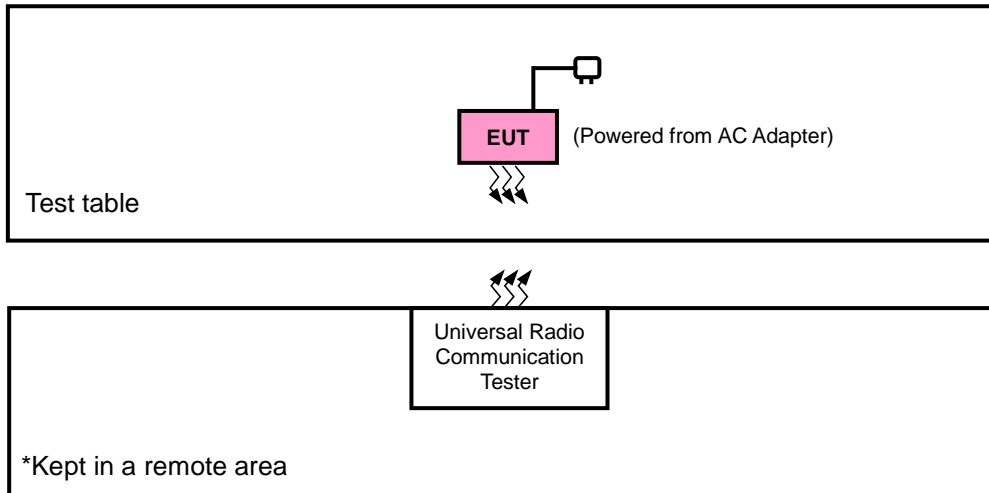 EUT
(Powered from AC Adapter)
Test table
Universal Radio
Communication
Tester
*Kept in a remote area